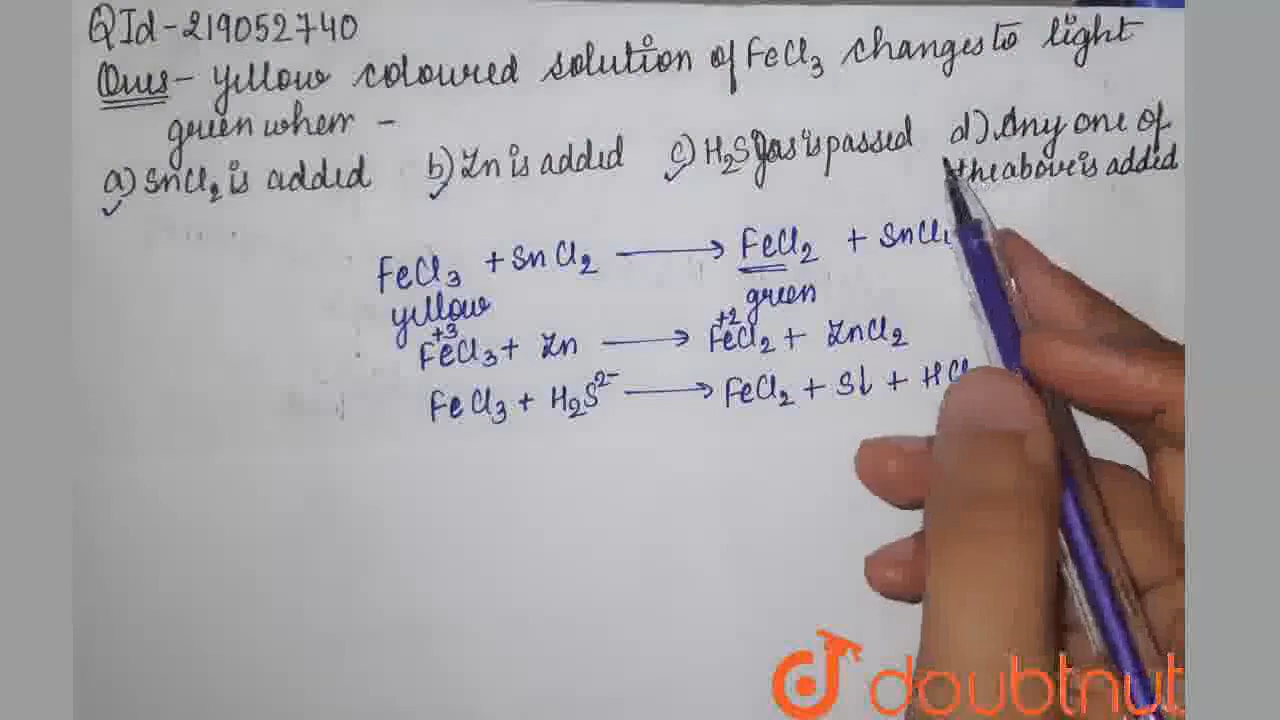 QId-219052740
Ques- Yellow coloured solution of FeCl3 changes to light
green when -
a) SnCl2 is added b) Zn is added c) H2S gas is passed d) Any one of
the above is added
FeCl3 + SnCl2 ⟶ FeCl2 + SnCl
yellow green
+3 +2
FeCl3 + Zn ⟶ FeCl2 + ZnCl2
FeCl3 + H2S2- ⟶ FeCl2 + S↓ + HCl
doubtnut